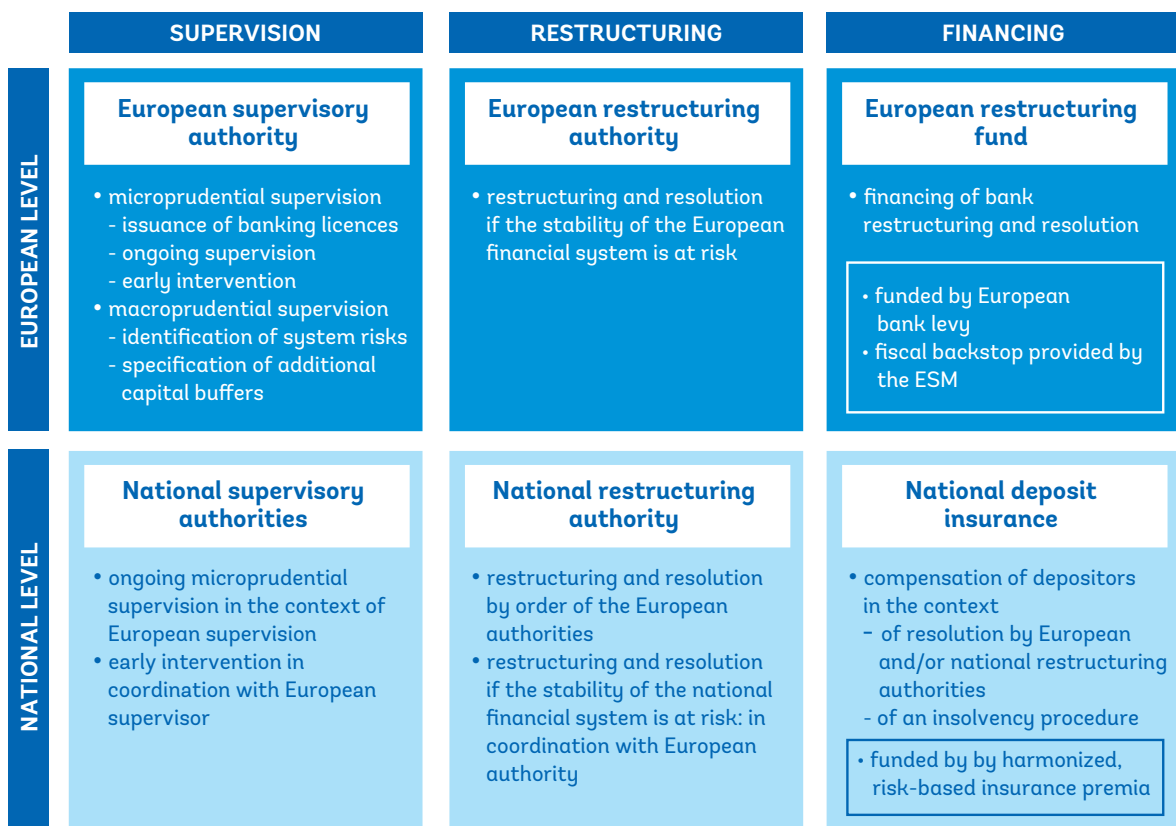 SUPERVISION
RESTRUCTURING
FINANCING
EUROPEAN LEVEL
European supervisory
authority
• microprudential supervision
- issuance of banking licences
- ongoing supervision
- early intervention
• macroprudential supervision
- identification of system risks
- specification of additional
capital buffers
European restructuring
authority
• restructuring and resolution
if the stability of the European
financial system is at risk
European restructuring
fund
• financing of bank
restructuring and resolution
• funded by European
bank levy
• fiscal backstop provided by
the ESM
NATIONAL LEVEL
National supervisory
authorities
• ongoing microprudential
supervision in the context of
European supervision
• early intervention in
coordination with European
supervisor
National restructuring
authority
• restructuring and resolution
by order of the European
authorities
• restructuring and resolution
if the stability of the national
financial system is at risk: in
coordination with European
authority
National deposit
insurance
• compensation of depositors
in the context
- of resolution by European
and/or national restructuring
authorities
- of an insolvency procedure
• funded by by harmonized,
risk-based insurance premia